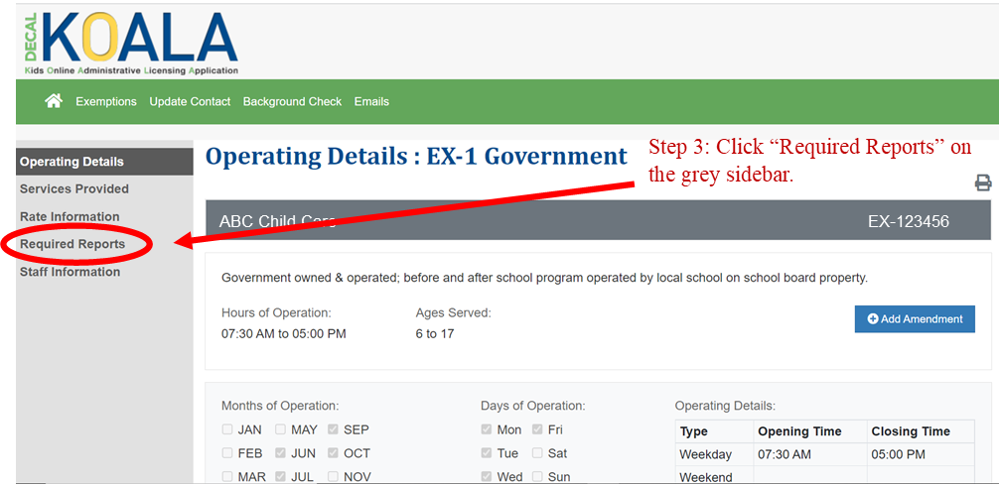 DECAL KOALA
Kids Online Administrative Licensing Application
Exemptions Update Contact Background Check Emails
Operating Details
Services Provided
Rate Information
Required Reports
Staff Information
Operating Details : EX-1 Government
Step 3: Click “Required Reports” on
the grey sidebar.
ABC Child Care EX-123456
Government owned & operated; before and after school program operated by local school on school board property.
Hours of Operation: Ages Served:
07:30 AM to 05:00 PM 6 to 17
Add Amendment
Months of Operation: Days of Operation: Operating Details:
JAN MAY SEP Mon Fri Type Opening Time Closing Time
FEB JUN OCT Tue Sat Weekday 07:30 AM 05:00 PM
MAR JUL NOV Wed Sun Weekend